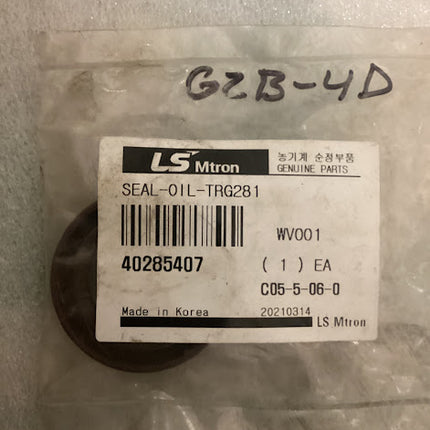 GZB-4D
LS Mtron
농기계 순정부품
GENUINE PARTS
SEAL-OIL-TRG281
WV001
40285407
( 1 ) EA
C05-5-06-0
Made in Korea
20210314
LS Mtron